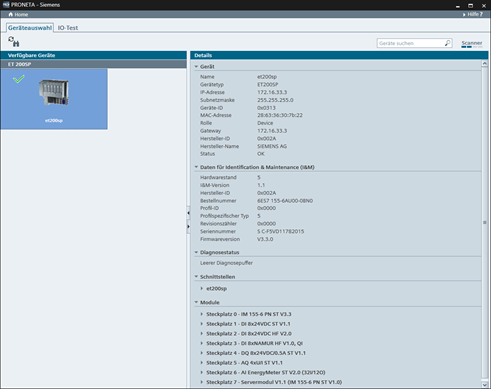 PRONETA - Siemens
Home
Hilfe ?
Geräteauswahl
IO-Test
Geräte suchen
Scanner
Verfügbare Geräte
ET 200SP
et200sp
Details
Gerät
Name et200sp
Gerätetyp ET200SP
IP-Adresse 172.16.33.3
Subnetzmaske 255.255.255.0
Geräte-ID 0x0313
MAC-Adresse 28:63:36:30:7b:22
Rolle Device
Gateway 172.16.33.3
Hersteller-ID 0x002A
Hersteller-Name SIEMENS AG
Status OK
Daten für Identification & Maintenance (I&M)
Hardwarestand 5
I&M-Version 1.1
Hersteller-ID 0x002A
Bestellnummer 6ES7 155-6AU00-0BN0
Profil-ID 0x0000
Profilspezifischer Typ 5
Revisionszähler 0x0000
Seriennummer S C-F5VD11782015
Firmwareversion V3.3.0
Diagnosestatus
Leerer Diagnosepuffer
Schnittstellen
et200sp
Module
Steckplatz 0 - IM 155-6 PN ST V3.3
Steckplatz 1 - DI 8x24VDC ST V1.1
Steckplatz 2 - DI 8x24VDC HF V2.0
Steckplatz 3 - DI 8xNAMUR HF V1.0, QI
Steckplatz 4 - DQ 8x24VDC/0.5A ST V1.1
Steckplatz 5 - AQ 4xU/I ST V1.1
Steckplatz 6 - AI EnergyMeter ST V2.0 (32I/12O)
Steckplatz 7 - Servermodul V1.1 (IM 155-6 PN ST V1.0)